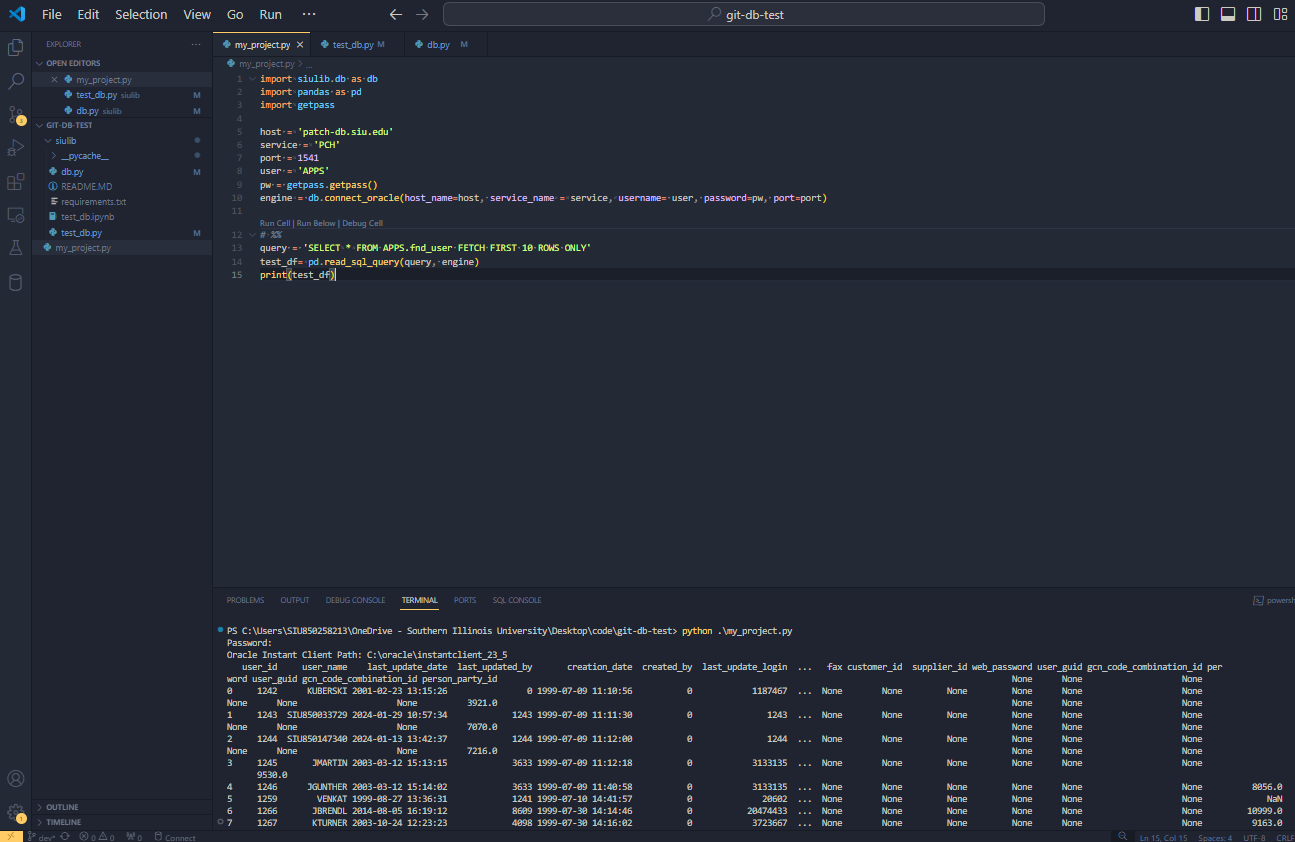 File Edit Selection View Go Run ···
git-db-test
EXPLORER ···
OPEN EDITORS
my_project.py
test_db.py siulib M
db.py siulib M
GIT-DB-TEST
siulib
__pycache__
db.py M
README.MD
requirements.txt
test_db.ipynb
test_db.py M
my_project.py
OUTLINE
TIMELINE
my_project.py test_db.py M db.py M
my_project.py > ...
1 import siulib.db as db
2 import pandas as pd
3 import getpass
4
5 host = 'patch-db.siu.edu'
6 service = 'PCH'
7 port = 1541
8 user = 'APPS'
9 pw = getpass.getpass()
10 engine = db.connect_oracle(host_name=host, service_name = service, username= user, password=pw, port=port)
11
Run Cell | Run Below | Debug Cell
12 # %%
13 query = 'SELECT * FROM APPS.fnd_user FETCH FIRST 10 ROWS ONLY'
14 test_df= pd.read_sql_query(query, engine)
15 print(test_df)
PROBLEMS OUTPUT DEBUG CONSOLE TERMINAL PORTS SQL CONSOLE
powersh
PS C:\Users\SIU850258213\OneDrive - Southern Illinois University\Desktop\code\git-db-test> python .\my_project.py
Password:
Oracle Instant Client Path: C:\oracle\instantclient_23_5
user_id user_name last_update_date last_updated_by creation_date created_by last_update_login ... fax customer_id supplier_id web_password user_guid gcn_code_combination_id per
word user_guid gcn_code_combination_id person_party_id None None None
0 1242 KUBERSKI 2001-02-23 13:15:26 0 1999-07-09 11:10:56 0 1187467 ... None None None None None None
None None None 3921.0 None None None
1 1243 SIU850033729 2024-01-29 10:57:34 1243 1999-07-09 11:11:30 0 1243 ... None None None None None None
None None None 7070.0 None None None
2 1244 SIU850147340 2024-01-13 13:42:37 1244 1999-07-09 11:12:00 0 1244 ... None None None None None None
None None None 7216.0 None None None
3 1245 JMARTIN 2003-03-12 15:13:15 3633 1999-07-09 11:12:18 0 3133135 ... None None None None None None
9530.0
4 1246 JGUNTHER 2003-03-12 15:14:02 3633 1999-07-09 11:40:58 0 3133135 ... None None None None None None 8056.0
5 1259 VENKAT 1999-08-27 13:36:31 1241 1999-07-10 14:41:57 0 20602 ... None None None None None None NaN
6 1266 JBRENDL 2014-08-05 16:19:12 8609 1999-07-30 14:14:46 0 20474433 ... None None None None None None 10999.0
7 1267 KTURNER 2003-10-24 12:23:23 4098 1999-07-30 14:16:02 0 3723667 ... None None None None None None 9163.0
dev* 0 0 0 Connect
Ln 15, Col 15 Spaces: 4 UTF-8 CRLF